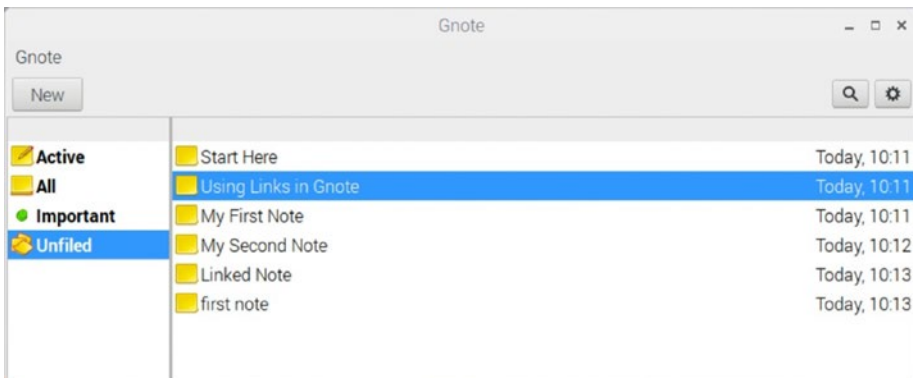 Gnote
Gnote
New
Active
All
Important
Unfiled
Start Here Today, 10:11
Using Links in Gnote Today, 10:11
My First Note Today, 10:11
My Second Note Today, 10:12
Linked Note Today, 10:13
first note Today, 10:13